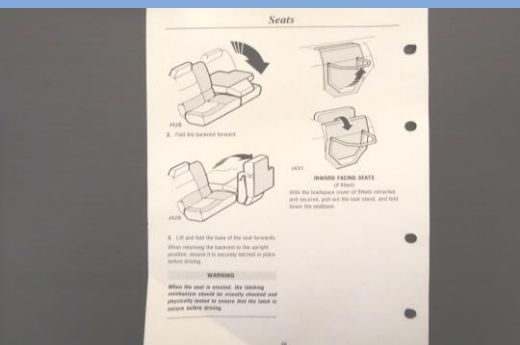 Seats
2. Fold the backrest forward.
3. Lift and fold the base of the seat forwards.
When returning the backrest to the upright
position, ensure it is securely latched in place
before driving.
WARNING
When the seat is erected, the latching
mechanism should be visually checked and
physically tested to ensure that the latch is
secure before driving.
INWARD FACING SEATS
(if fitted)
With the loadspace cover (if fitted) retracted
and secured, pull out the seat stand, and fold
down the seatbase.